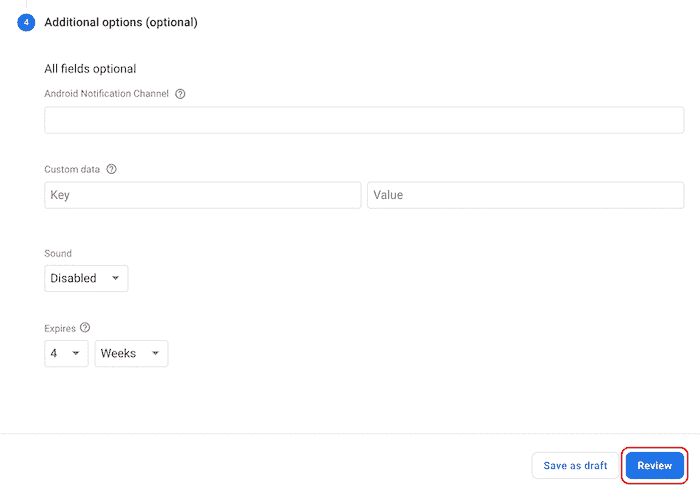 4 Additional options (optional)
All fields optional
Android Notification Channel ?
Custom data ?
Key Value
Sound
Disabled
Expires ?
4 Weeks
Save as draft Review